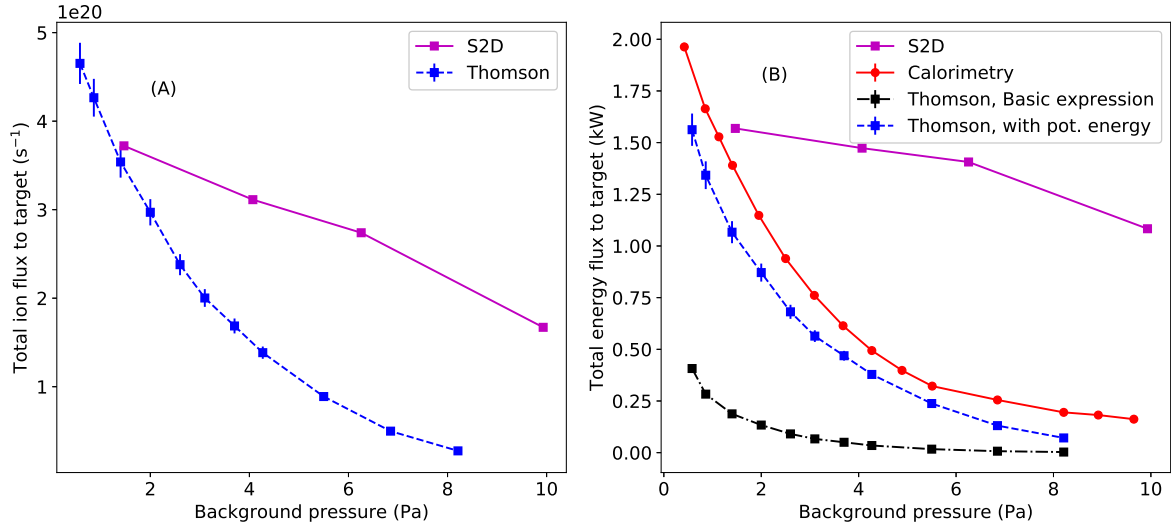 1e20
5
4
3
2
1
Total ion flux to target (s⁻¹)
(A)
S2D
Thomson
2
4
6
8
10
Background pressure (Pa)
2.00
1.75
1.50
1.25
1.00
0.75
0.50
0.25
0.00
Total energy flux to target (kW)
(B)
S2D
Calorimetry
Thomson, Basic expression
Thomson, with pot. energy
0
2
4
6
8
10
Background pressure (Pa)